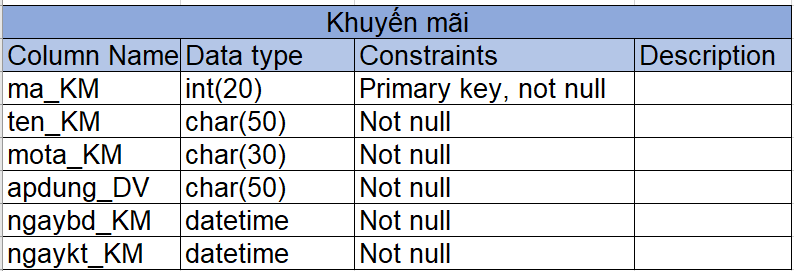 Khuyến mãi
Column Name Data type Constraints Description
ma_KM int(20) Primary key, not null
ten_KM char(50) Not null
mota_KM char(30) Not null
apdung_DV char(50) Not null
ngaybd_KM datetime Not null
ngaykt_KM datetime Not null